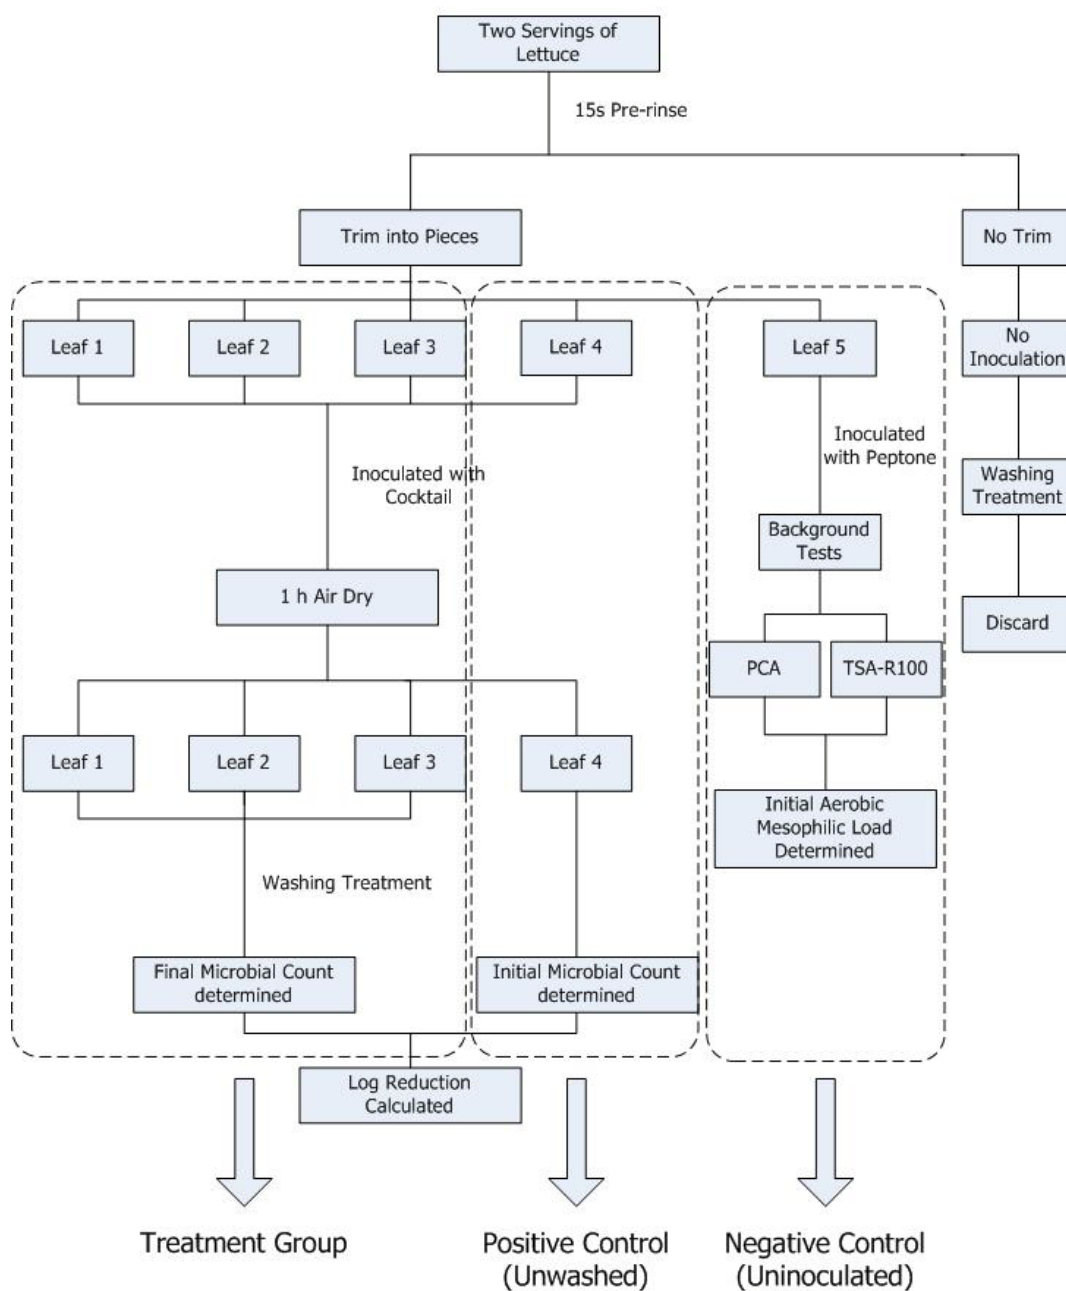 Two Servings of
Lettuce
15s Pre-rinse
Trim into Pieces
No Trim
Leaf 1
Leaf 2
Leaf 3
Leaf 4
Leaf 5
No
Inoculation
Inoculated with
Cocktail
Inoculated
with Peptone
Washing
Treatment
Background
Tests
1 h Air Dry
Discard
PCA
TSA-R100
Leaf 1
Leaf 2
Leaf 3
Leaf 4
Initial Aerobic
Mesophilic Load
Determined
Washing Treatment
Final Microbial Count
determined
Initial Microbial Count
determined
Log Reduction
Calculated
Treatment Group
Positive Control
(Unwashed)
Negative Control
(Uninoculated)